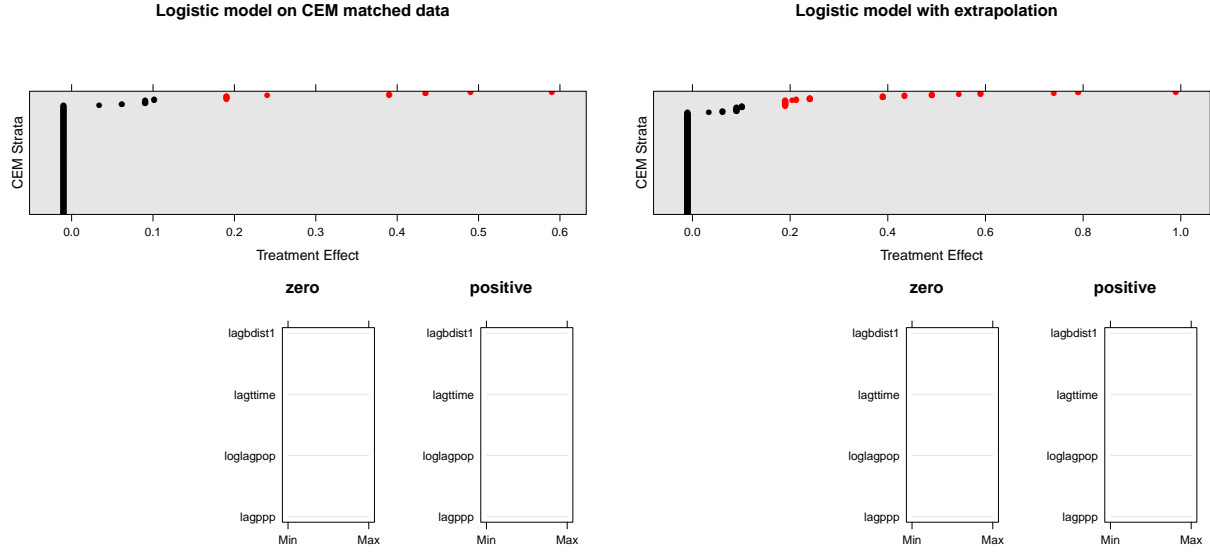 Logistic model on CEM matched data
CEM Strata
0.0 0.1 0.2 0.3 0.4 0.5 0.6
Treatment Effect
zero
lagbdist1
lagttime
loglagpop
lagppp
Min Max
positive
lagbdist1
lagttime
loglagpop
lagppp
Min Max
Logistic model with extrapolation
CEM Strata
0.0 0.2 0.4 0.6 0.8 1.0
Treatment Effect
zero
lagbdist1
lagttime
loglagpop
lagppp
Min Max
positive
lagbdist1
lagttime
loglagpop
lagppp
Min Max